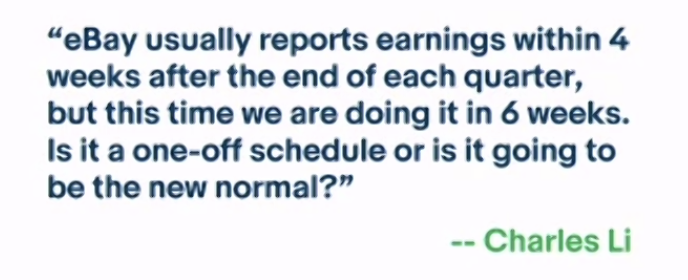 “eBay usually reports earnings within 4
weeks after the end of each quarter,
but this time we are doing it in 6 weeks.
Is it a one-off schedule or is it going to
be the new normal?”
-- Charles Li